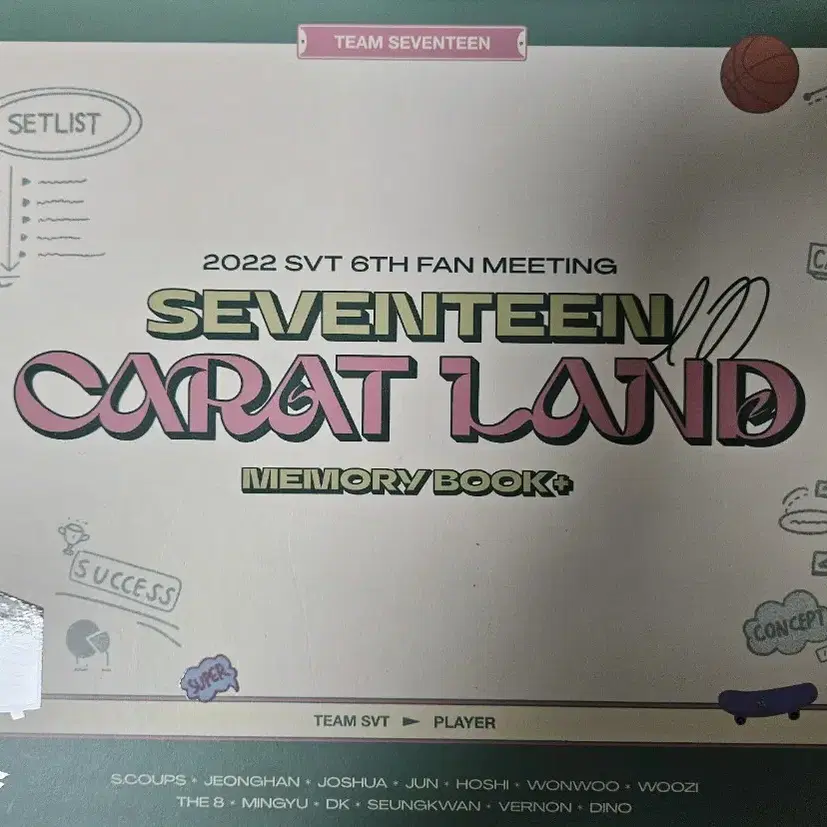 TEAM SEVENTEEN
SETLIST
2022 SVT 6TH FAN MEETING
SEVENTEEN
CARAT LAND
MEMORY BOOK+
SUCCESS
CONCEPT
SUPER
TEAM SVT ► PLAYER
S.COUPS * JEONGHAN * JOSHUA * JUN * HOSHI * WONWOO * WOOZI
THE 8 * MINGYU * DK * SEUNGKWAN * VERNON * DINO